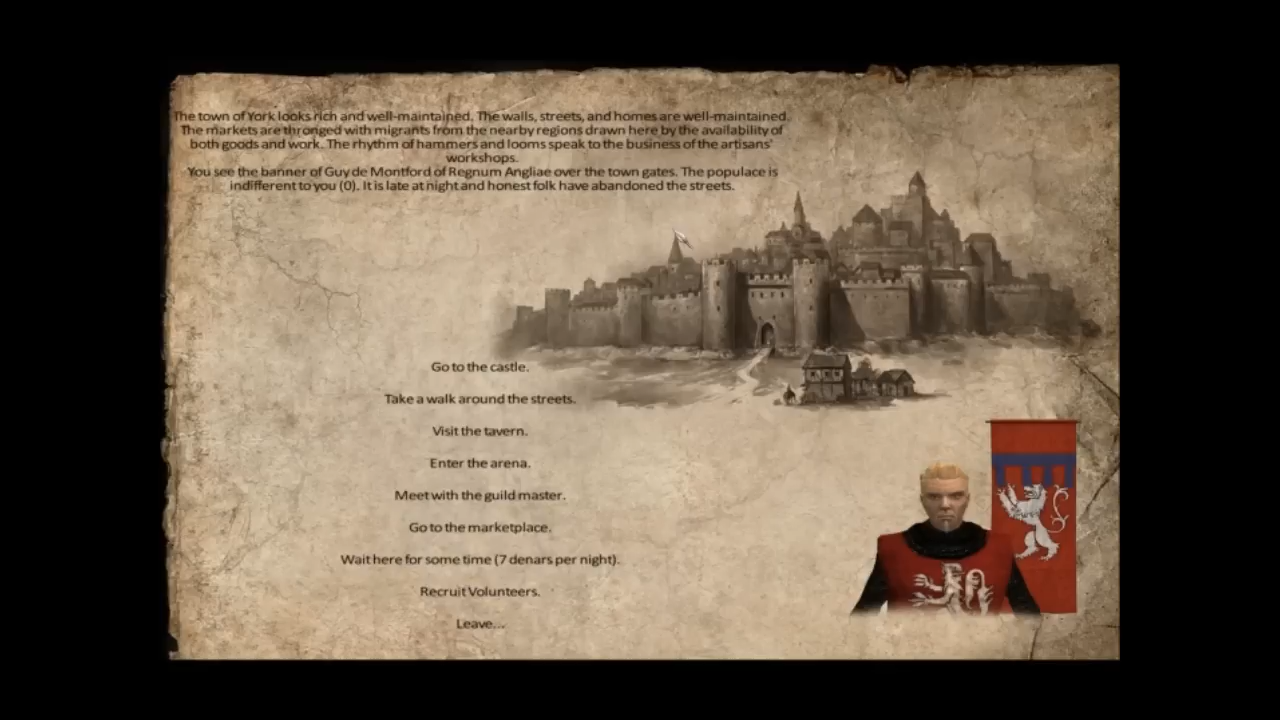 The town of York looks rich and well-maintained. The walls, streets, and homes are well-maintained.
The markets are thronged with migrants from the nearby regions drawn here by the availability of
both goods and work. The rhythm of hammers and looms speak to the business of the artisans'
workshops.
You see the banner of Guy de Montford of Regnum Angliae over the town gates. The populace is
indifferent to you (0). It is late at night and honest folk have abandoned the streets.
Go to the castle.
Take a walk around the streets.
Visit the tavern.
Enter the arena.
Meet with the guild master.
Go to the marketplace.
Wait here for some time (7 denars per night).
Recruit Volunteers.
Leave...